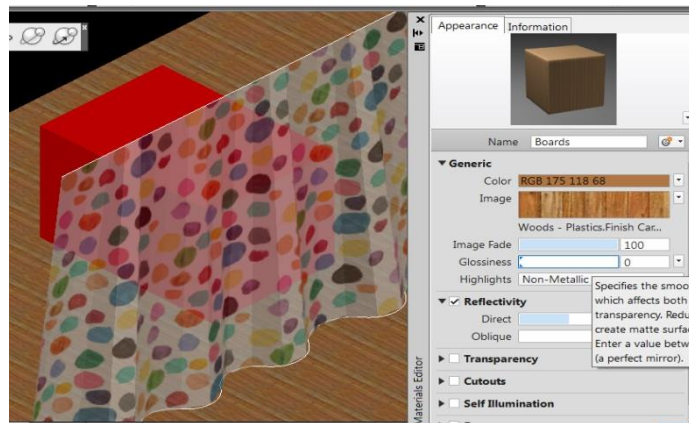 Appearance Information
Name Boards
Generic
Color RGB 175 118 68
Image
Woods - Plastics.Finish Car...
Image Fade 100
Glossiness 0
Highlights Non-Metallic
Specifies the smoo
which affects both
transparency. Redu
create matte surfa
Enter a value betw
(a perfect mirror).
Reflectivity
Direct
Oblique
Transparency
Cutouts
Self Illumination
Materials Editor